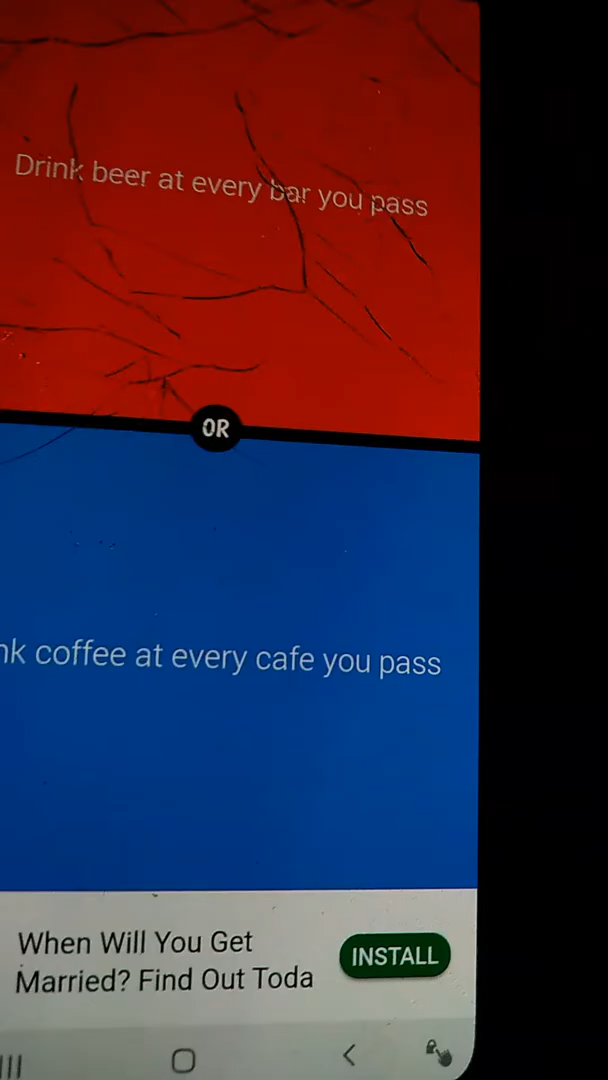 Drink beer at every bar you pass
OR
nk coffee at every cafe you pass
When Will You Get
Married? Find Out Toda
INSTALL